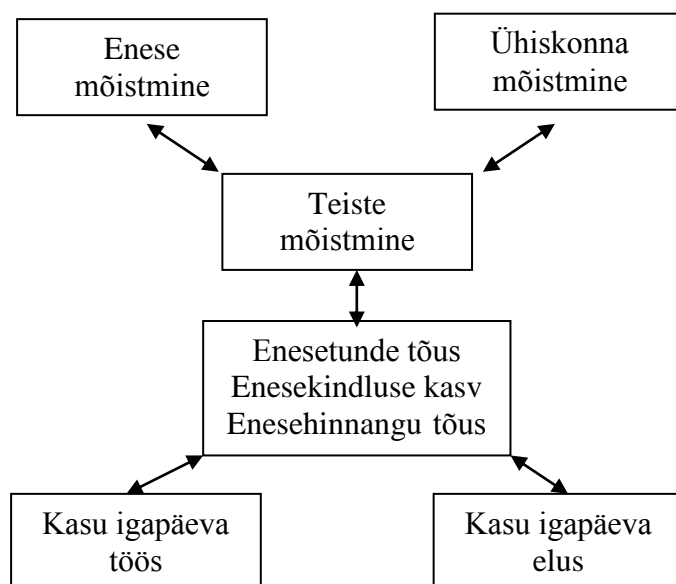 Enese
mõistmine
Ühiskonna
mõistmine
Teiste
mõistmine
Enesetunde tõus
Enesekindluse kasv
Enesehinnangu tõus
Kasu igapäeva
töös
Kasu igapäeva
elus